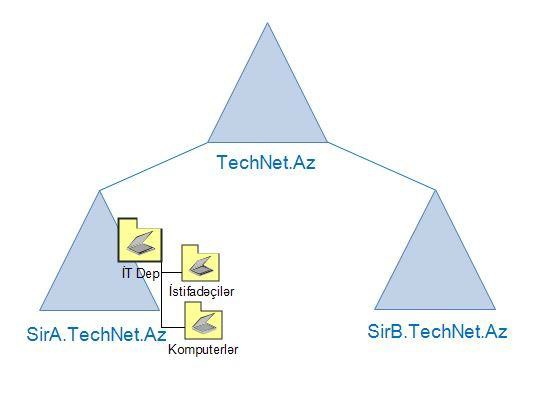 TechNet.Az
İT Dep
İstifadəçilər
SirA.TechNet.Az
SirB.TechNet.Az
Komputerlər